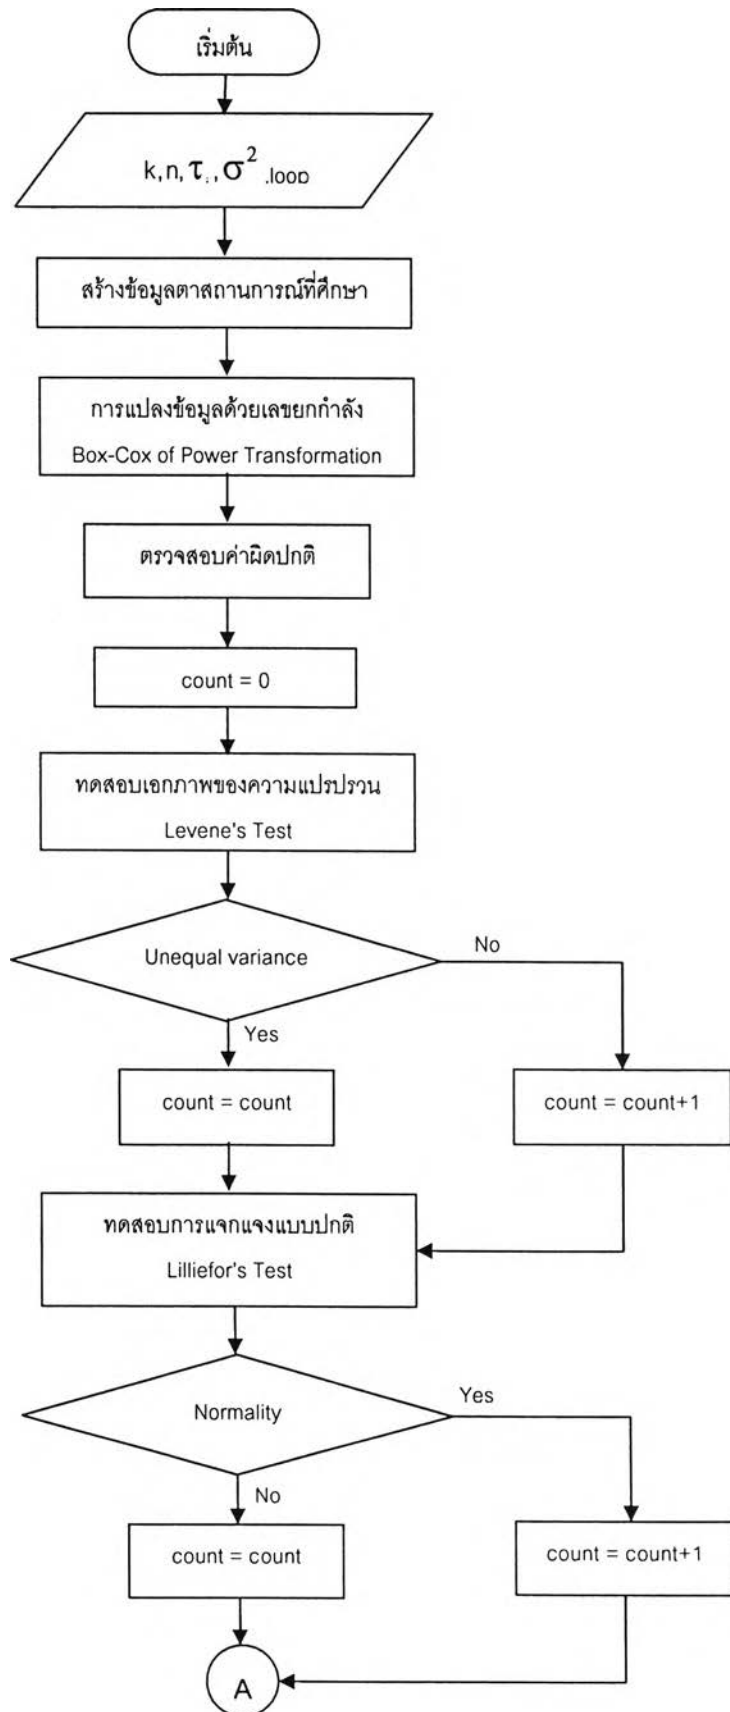 เริ่มต้น
k, n, τᵢ, σ² ,loop
สร้างข้อมูลตาสถานการณ์ที่ศึกษา
การแปลงข้อมูลด้วยเลขยกกำลัง
Box-Cox of Power Transformation
ตรวจสอบค่าผิดปกติ
count = 0
ทดสอบเอกภาพของความแปรปรวน
Levene's Test
Unequal variance
No
Yes
count = count
count = count+1
ทดสอบการแจกแจงแบบปกติ
Lilliefor's Test
Normality
Yes
No
count = count
count = count+1
A